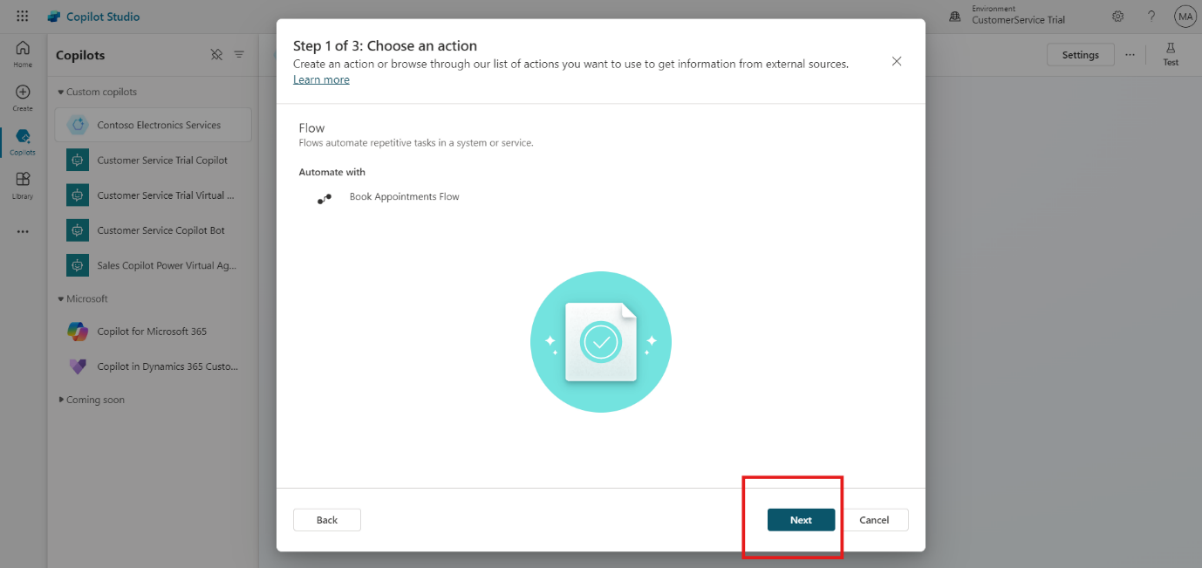 Copilot Studio
Environment
CustomerService Trial
MA
Home
Create
Copilots
Library
Copilots
Custom copilots
Contoso Electronics Services
Customer Service Trial Copilot
Customer Service Trial Virtual ...
Customer Service Copilot Bot
Sales Copilot Power Virtual Ag...
Microsoft
Copilot for Microsoft 365
Copilot in Dynamics 365 Custo...
Coming soon
Settings
Test
Step 1 of 3: Choose an action
Create an action or browse through our list of actions you want to use to get information from external sources.
Learn more
Flow
Flows automate repetitive tasks in a system or service.
Automate with
Book Appointments Flow
Back
Next
Cancel